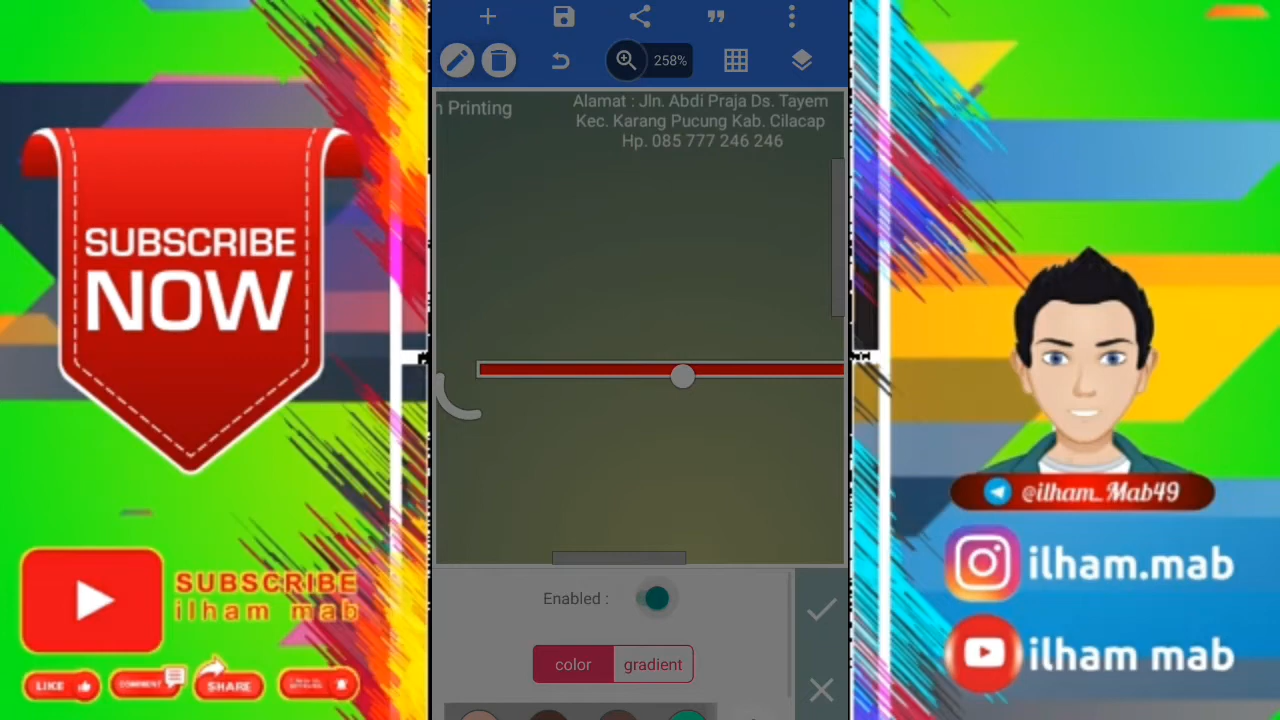 SUBSCRIBE
NOW
SUBSCRIBE
ilham mab
LIKE
COMMENT
SHARE
258%
n Printing
Alamat : Jln. Abdi Praja Ds. Tayem
Kec. Karang Pucung Kab. Cilacap
Hp. 085 777 246 246
Enabled :
color
gradient
@ilham_Mab49
ilham.mab
ilham mab